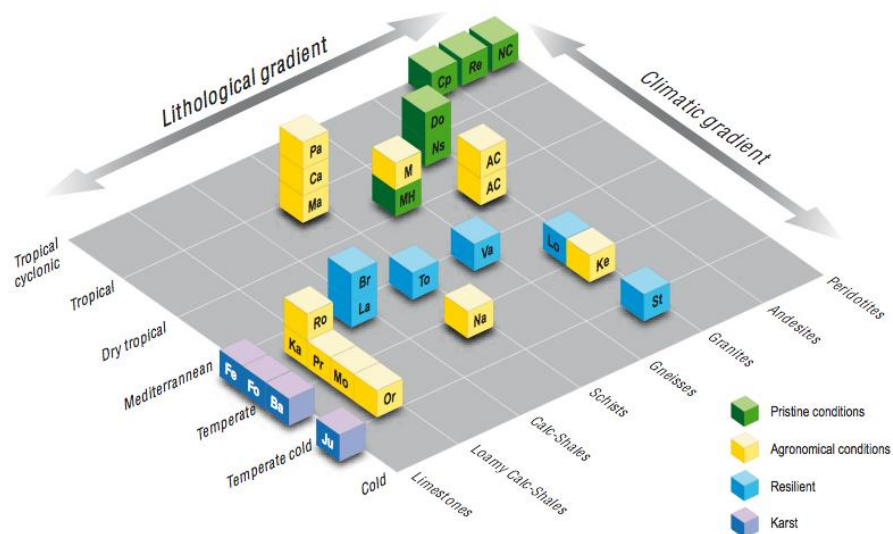 Lithological gradient
Climatic gradient
Cp
Re
NC
Do
Ns
Pa
Ca
Ma
M
MH
AC
AC
Br
La
To
Va
Lo
Ke
St
Na
Ro
Ka
Pr
Mo
Or
Fe
Fo
Ba
Ju
Tropical
cyclonic
Tropical
Dry tropical
Mediterrannean
Temperate
Temperate cold
Cold
Limestones
Loamy Calc-Shales
Calc-Shales
Schists
Gneisses
Granites
Andesites
Peridotites
Pristine conditions
Agronomical conditions
Resilient
Karst